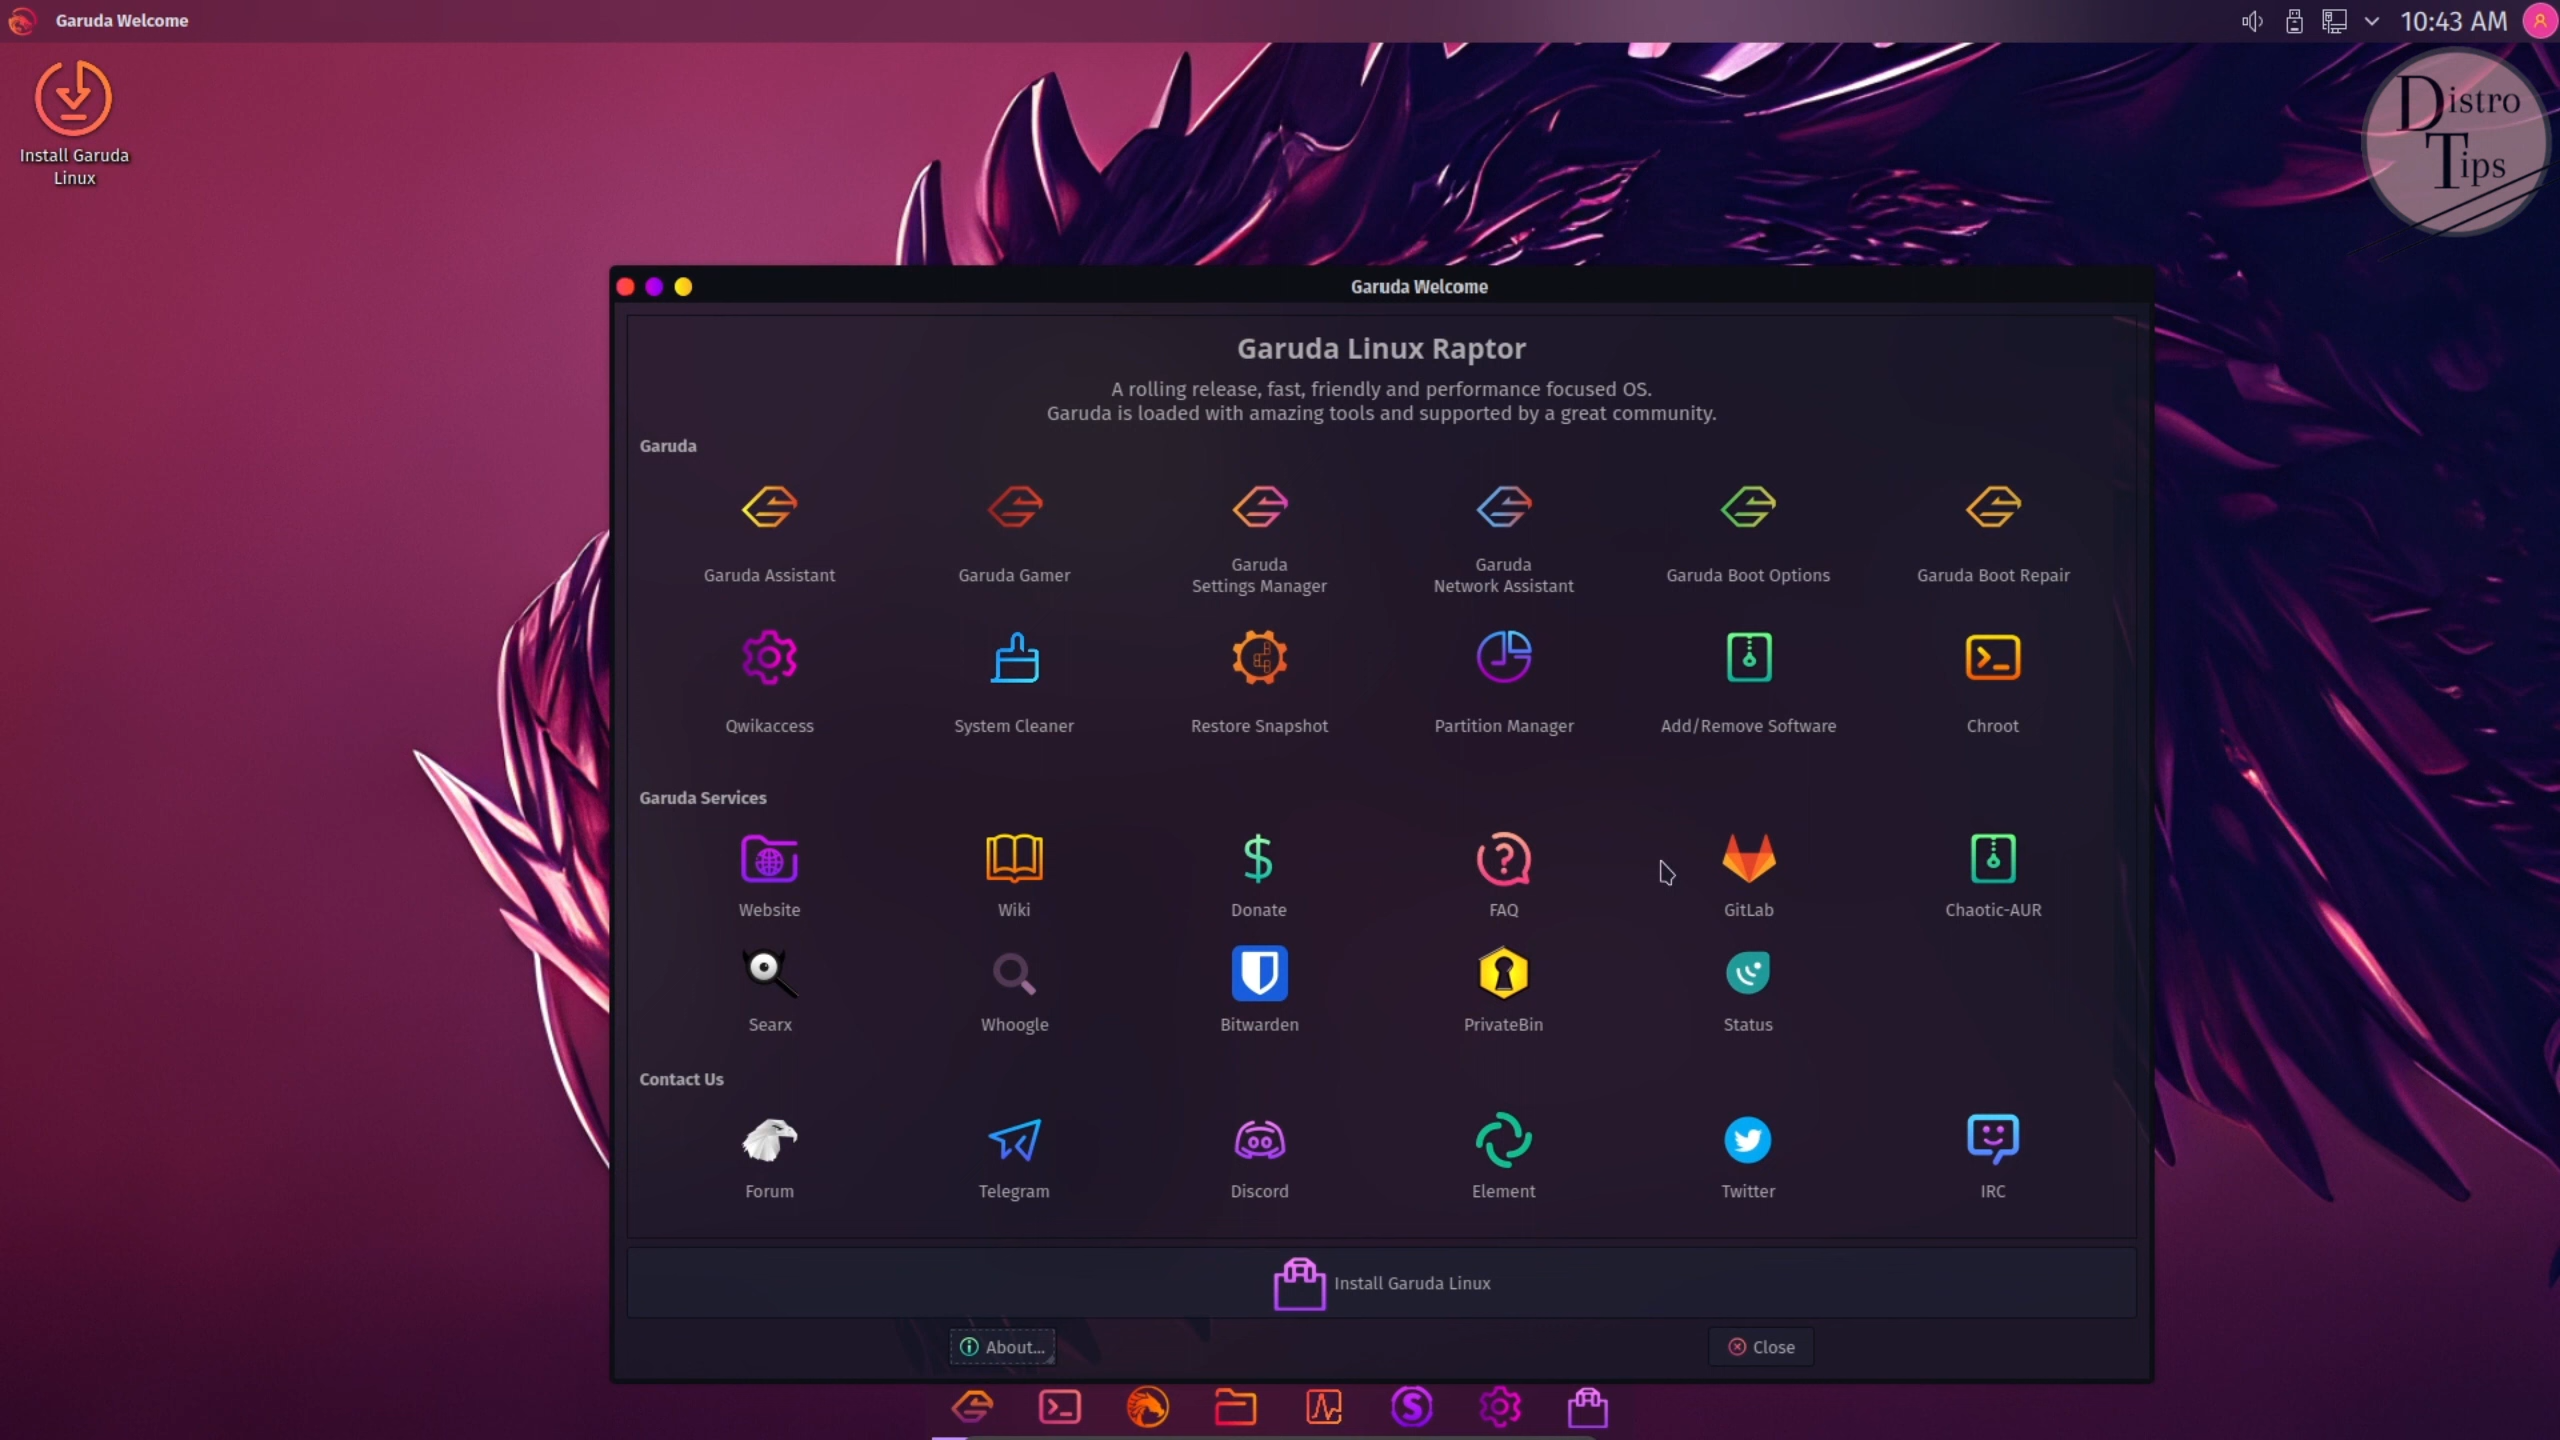 Garuda Welcome
10:43 AM
Install Garuda
Linux
Distro
Tips
Garuda Welcome
Garuda Linux Raptor
A rolling release, fast, friendly and performance focused OS.
Garuda is loaded with amazing tools and supported by a great community.
Garuda
Garuda Assistant
Garuda Gamer
Garuda
Settings Manager
Garuda
Network Assistant
Garuda Boot Options
Garuda Boot Repair
Qwikaccess
System Cleaner
Restore Snapshot
Partition Manager
Add/Remove Software
Chroot
Garuda Services
Website
Wiki
Donate
FAQ
GitLab
Chaotic-AUR
Searx
Whoogle
Bitwarden
PrivateBin
Status
Contact Us
Forum
Telegram
Discord
Element
Twitter
IRC
Install Garuda Linux
About...
Close